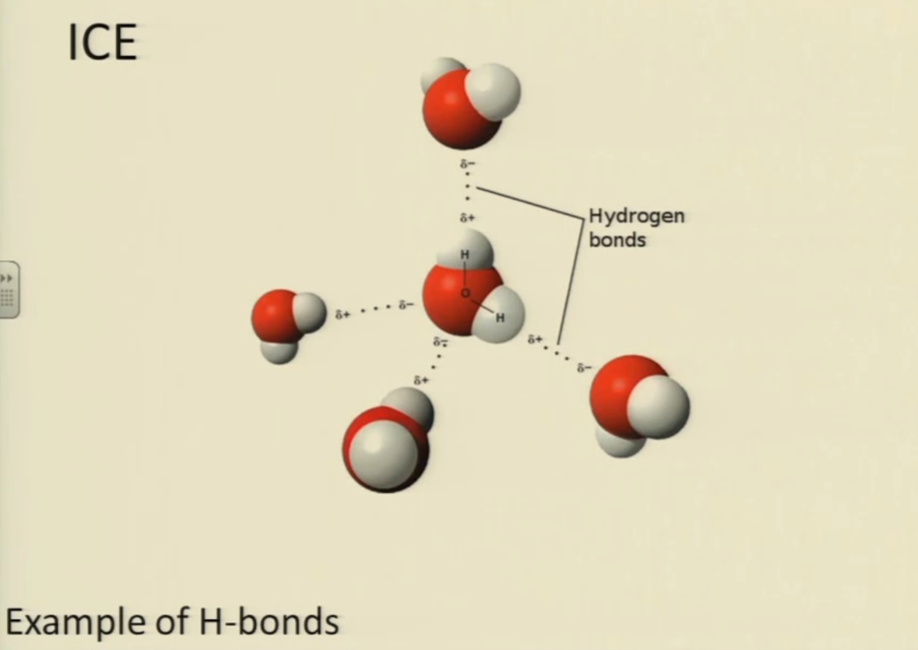 ICE
δ−
δ+
Hydrogen
bonds
H
O
H
δ+
δ−
δ−
δ+
δ−
δ+
Example of H-bonds